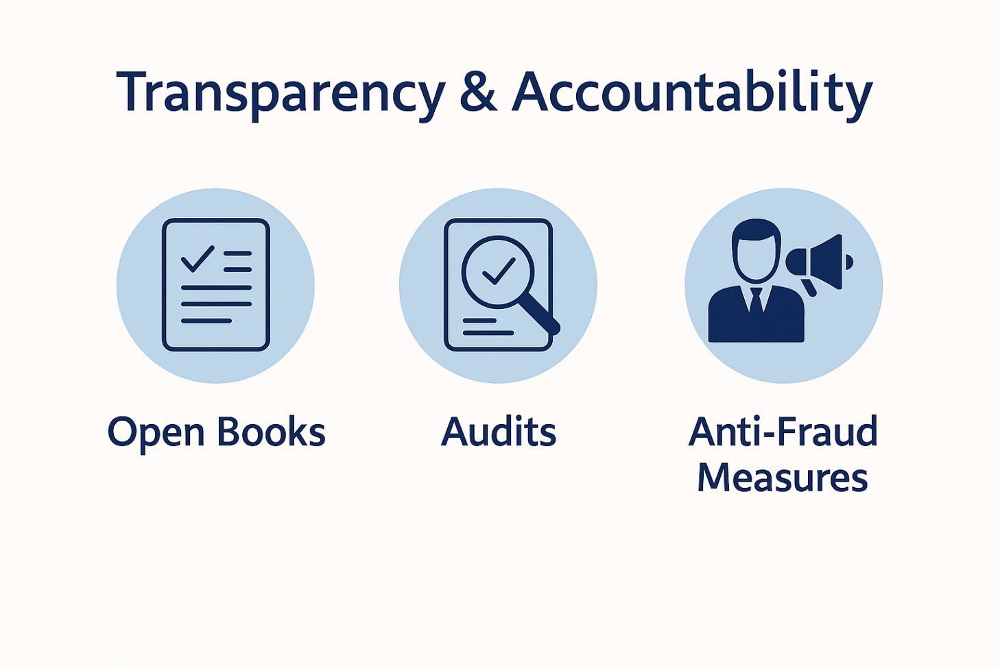 Transparency & Accountability
Open Books
Audits
Anti-Fraud
Measures